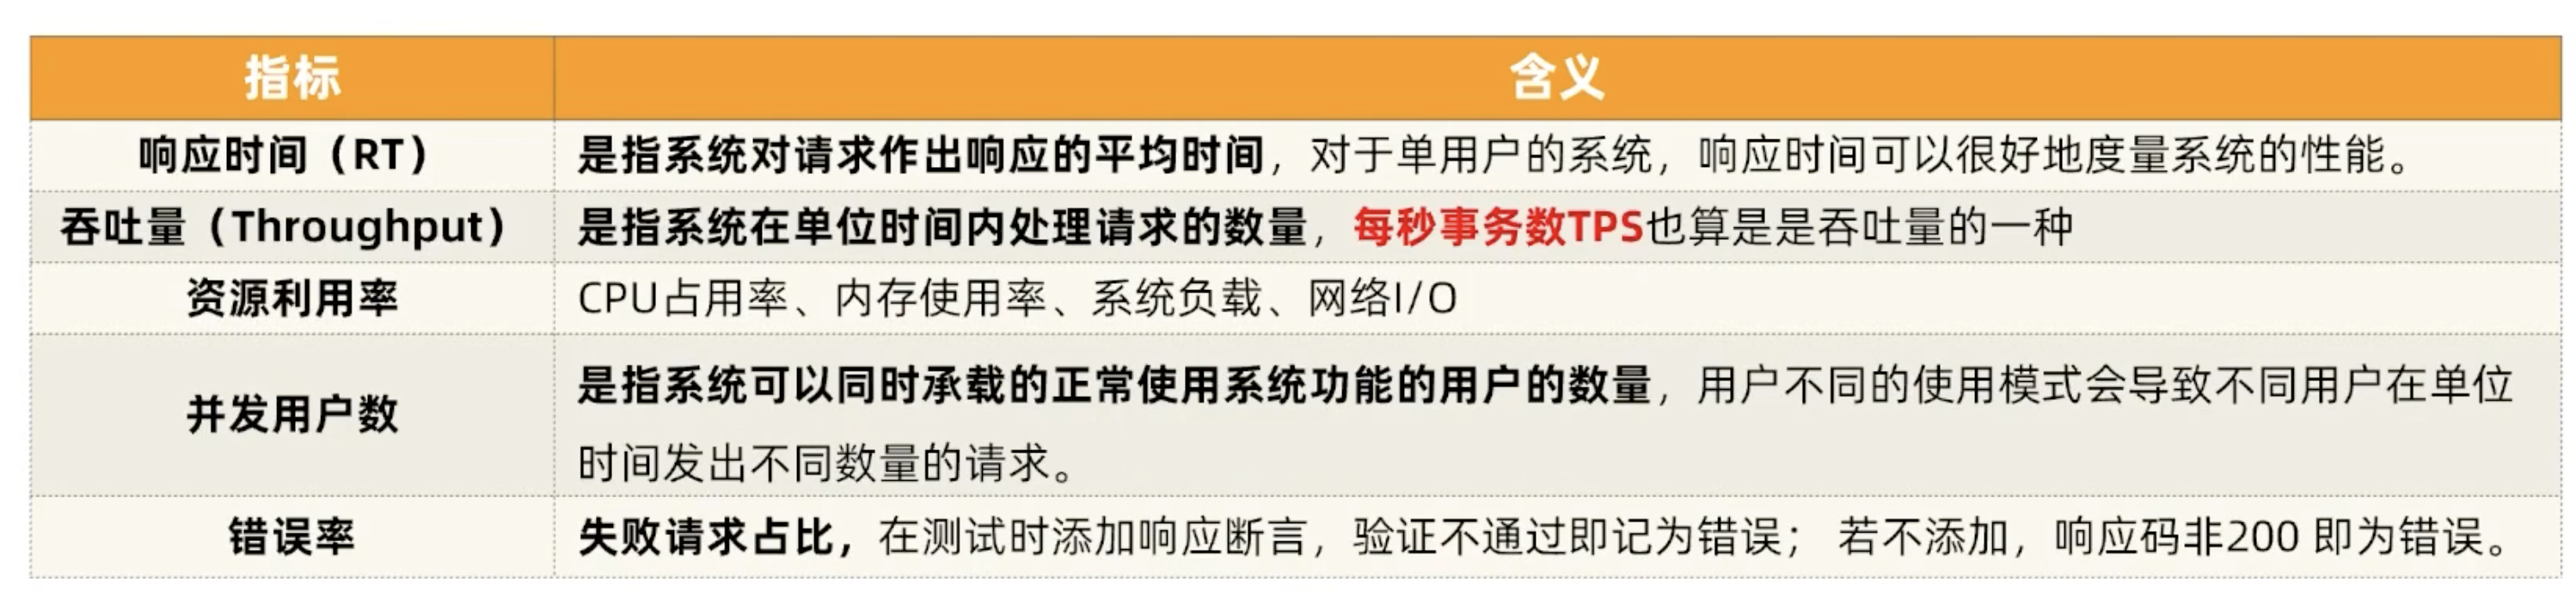 指标
含义
响应时间（RT）
是指系统对请求作出响应的平均时间，对于单用户的系统，响应时间可以很好地度量系统的性能。
吞吐量（Throughput）
是指系统在单位时间内处理请求的数量，每秒事务数TPS也算是是吞吐量的一种
资源利用率
CPU占用率、内存使用率、系统负载、网络I/O
并发用户数
是指系统可以同时承载的正常使用系统功能的用户的数量，用户不同的使用模式会导致不同用户在单位
时间发出不同数量的请求。
错误率
失败请求占比，在测试时添加响应断言，验证不通过即记为错误； 若不添加，响应码非200 即为错误。